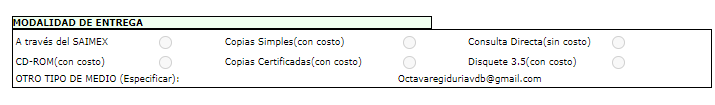 MODALIDAD DE ENTREGA
A través del SAIMEX Copias Simples(con costo) Consulta Directa(sin costo)
CD-ROM(con costo) Copias Certificadas(con costo) Disquete 3.5(con costo)
OTRO TIPO DE MEDIO (Especificar): Octavaregiduriavdb@gmail.com